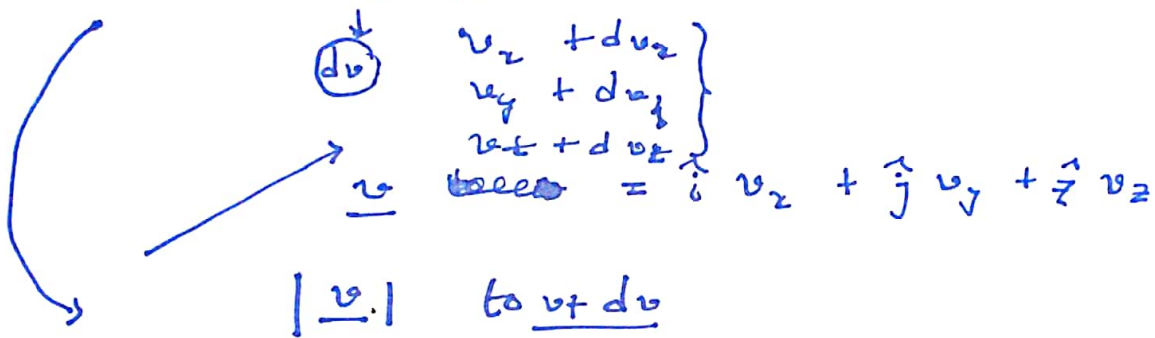 dv
vx + dvx
vy + dvy
vz + dvz
v = î vx + ĵ vy + ẑ vz
|v.| to v+dv